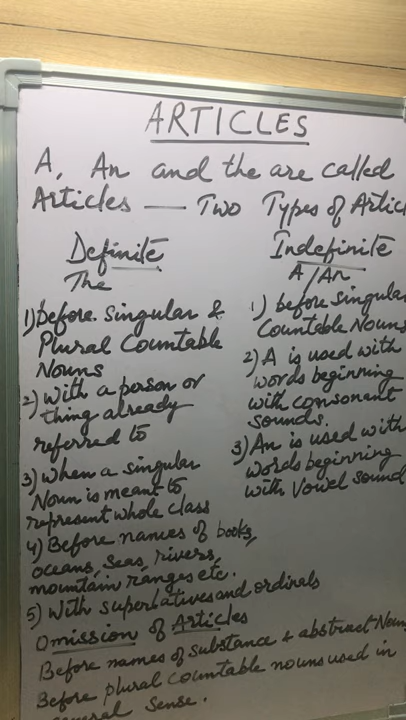 ARTICLES
A, An and the are called
Articles — Two Types of Artic
Definite
The
1) Before Singular &
Plural Countable
Nouns
2) With a person or
thing already
referred to
3) When a singular
Noun is meant to
represent whole class
4) Before names of books,
oceans, Seas, rivers,
mountain ranges etc.
5) With superlatives and ordinals
Indefinite
A/An
1) before Singular
Countable Nouns
2) A is used with
words beginning
with consonant
Sounds.
3) An is used with
Words beginning
with Vowel Sound
Omission of Articles
Before names of substance & abstract Noun
Before plural countable nouns used in
general Sense.